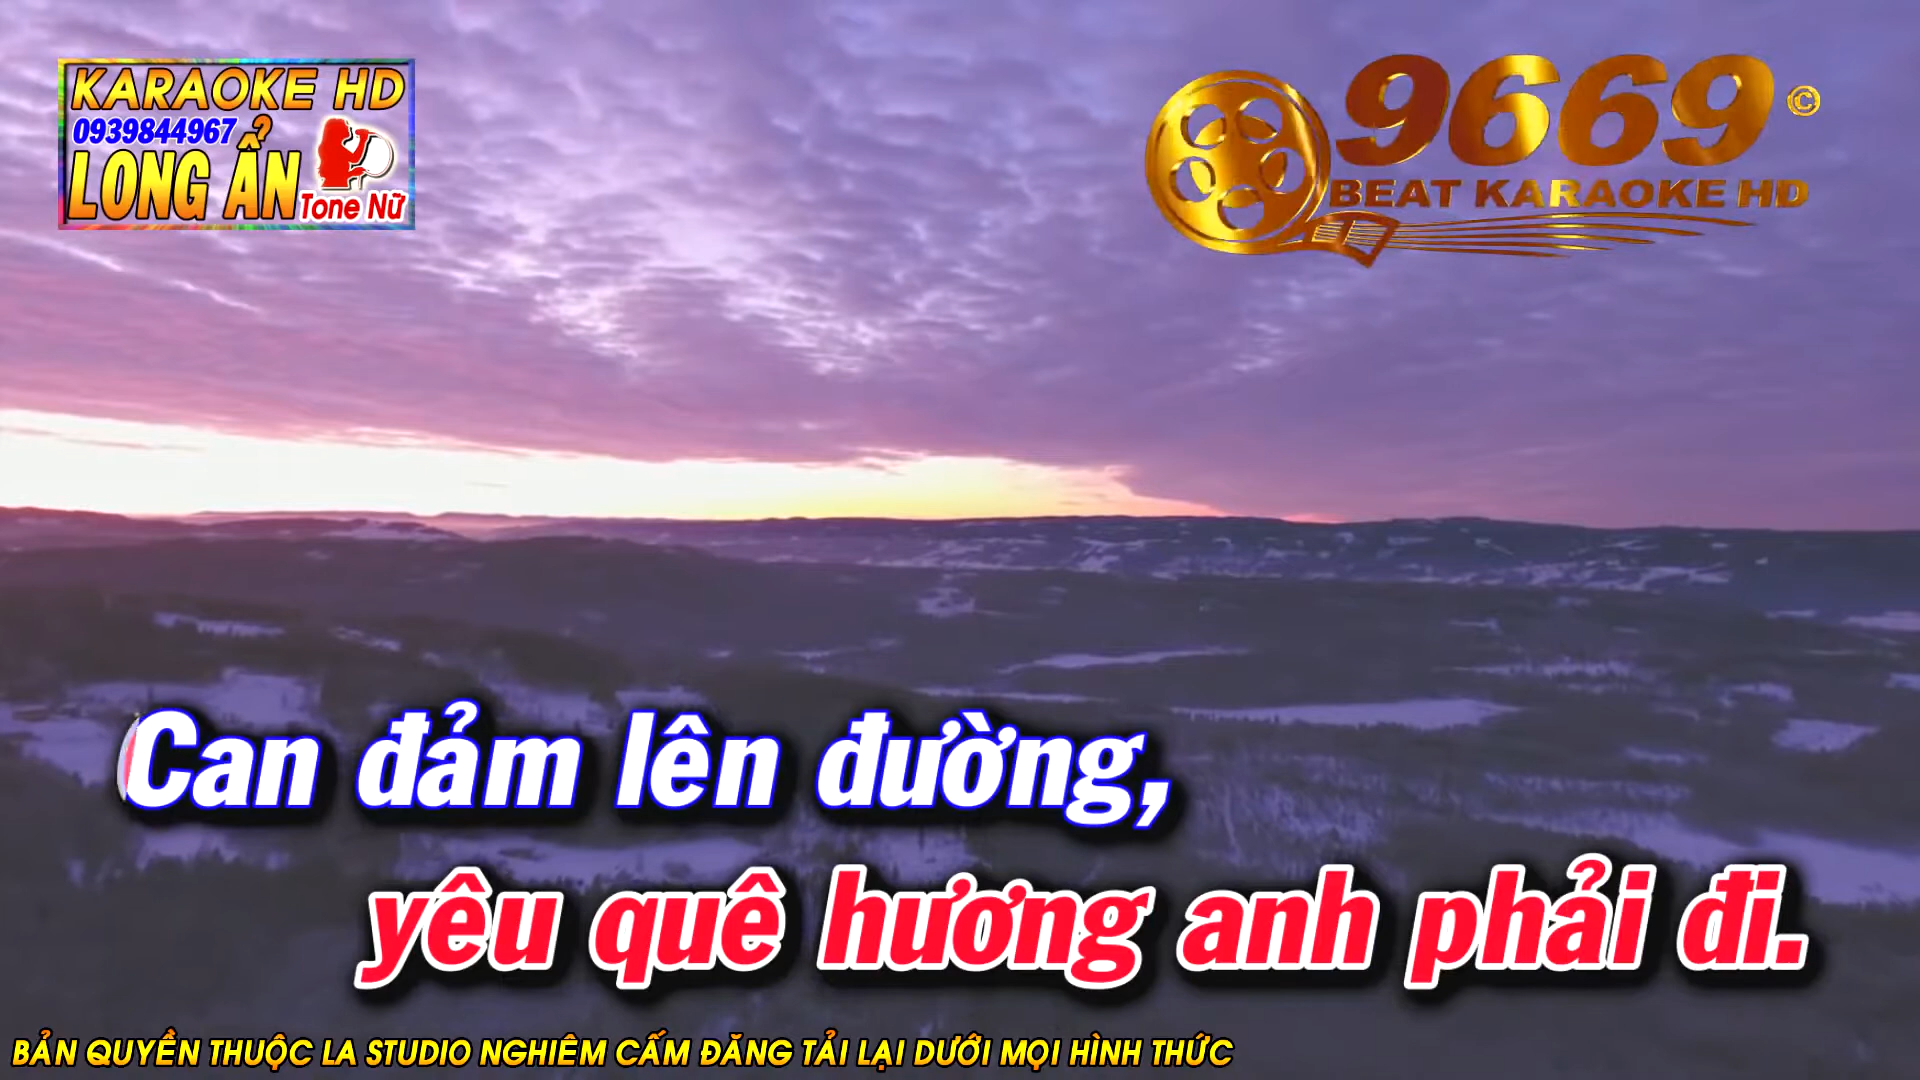 KARAOKE HD
0939844967
LONG ẨN
Tone Nữ
9669 ©
BEAT KARAOKE HD
Can đảm lên đường,
yêu quê hương anh phải đi.
BẢN QUYỀN THUỘC LA STUDIO NGHIÊM CẤM ĐĂNG TẢI LẠI DƯỚI MỌI HÌNH THỨC